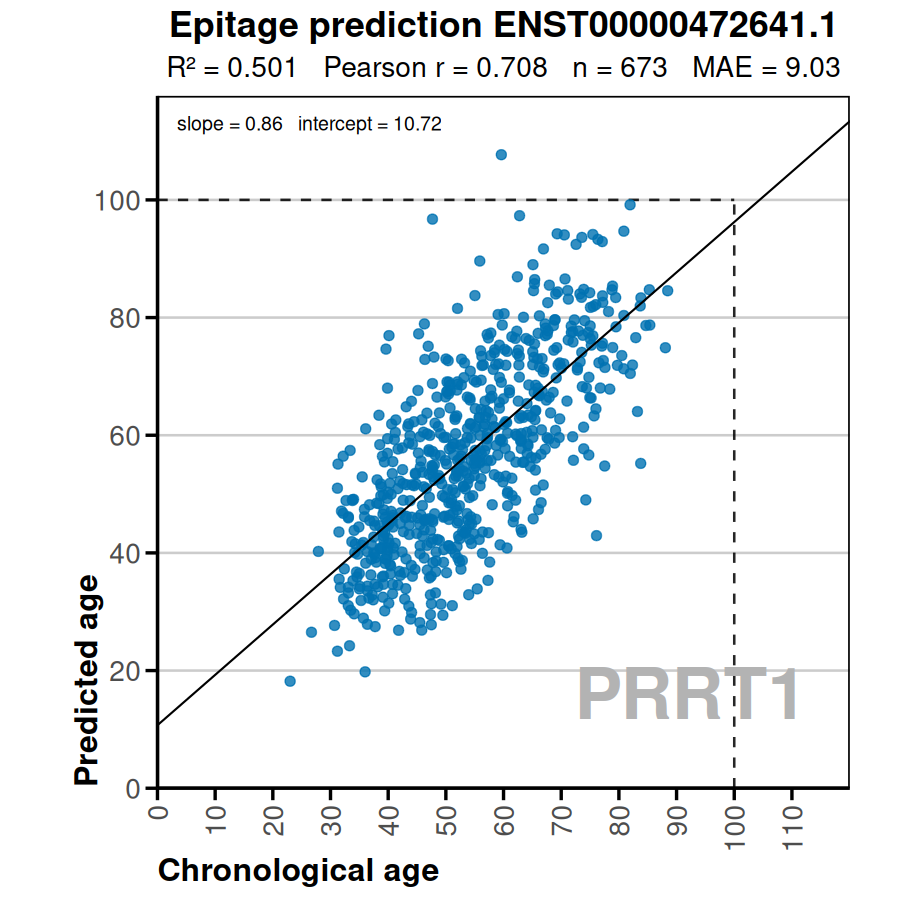 Epitage prediction ENST00000472641.1
R² = 0.501 Pearson r = 0.708 n = 673 MAE = 9.03
slope = 0.86 intercept = 10.72
100
80
60
40
20
0
Predicted age
PRRT1
0 10 20 30 40 50 60 70 80 90 100 110
Chronological age